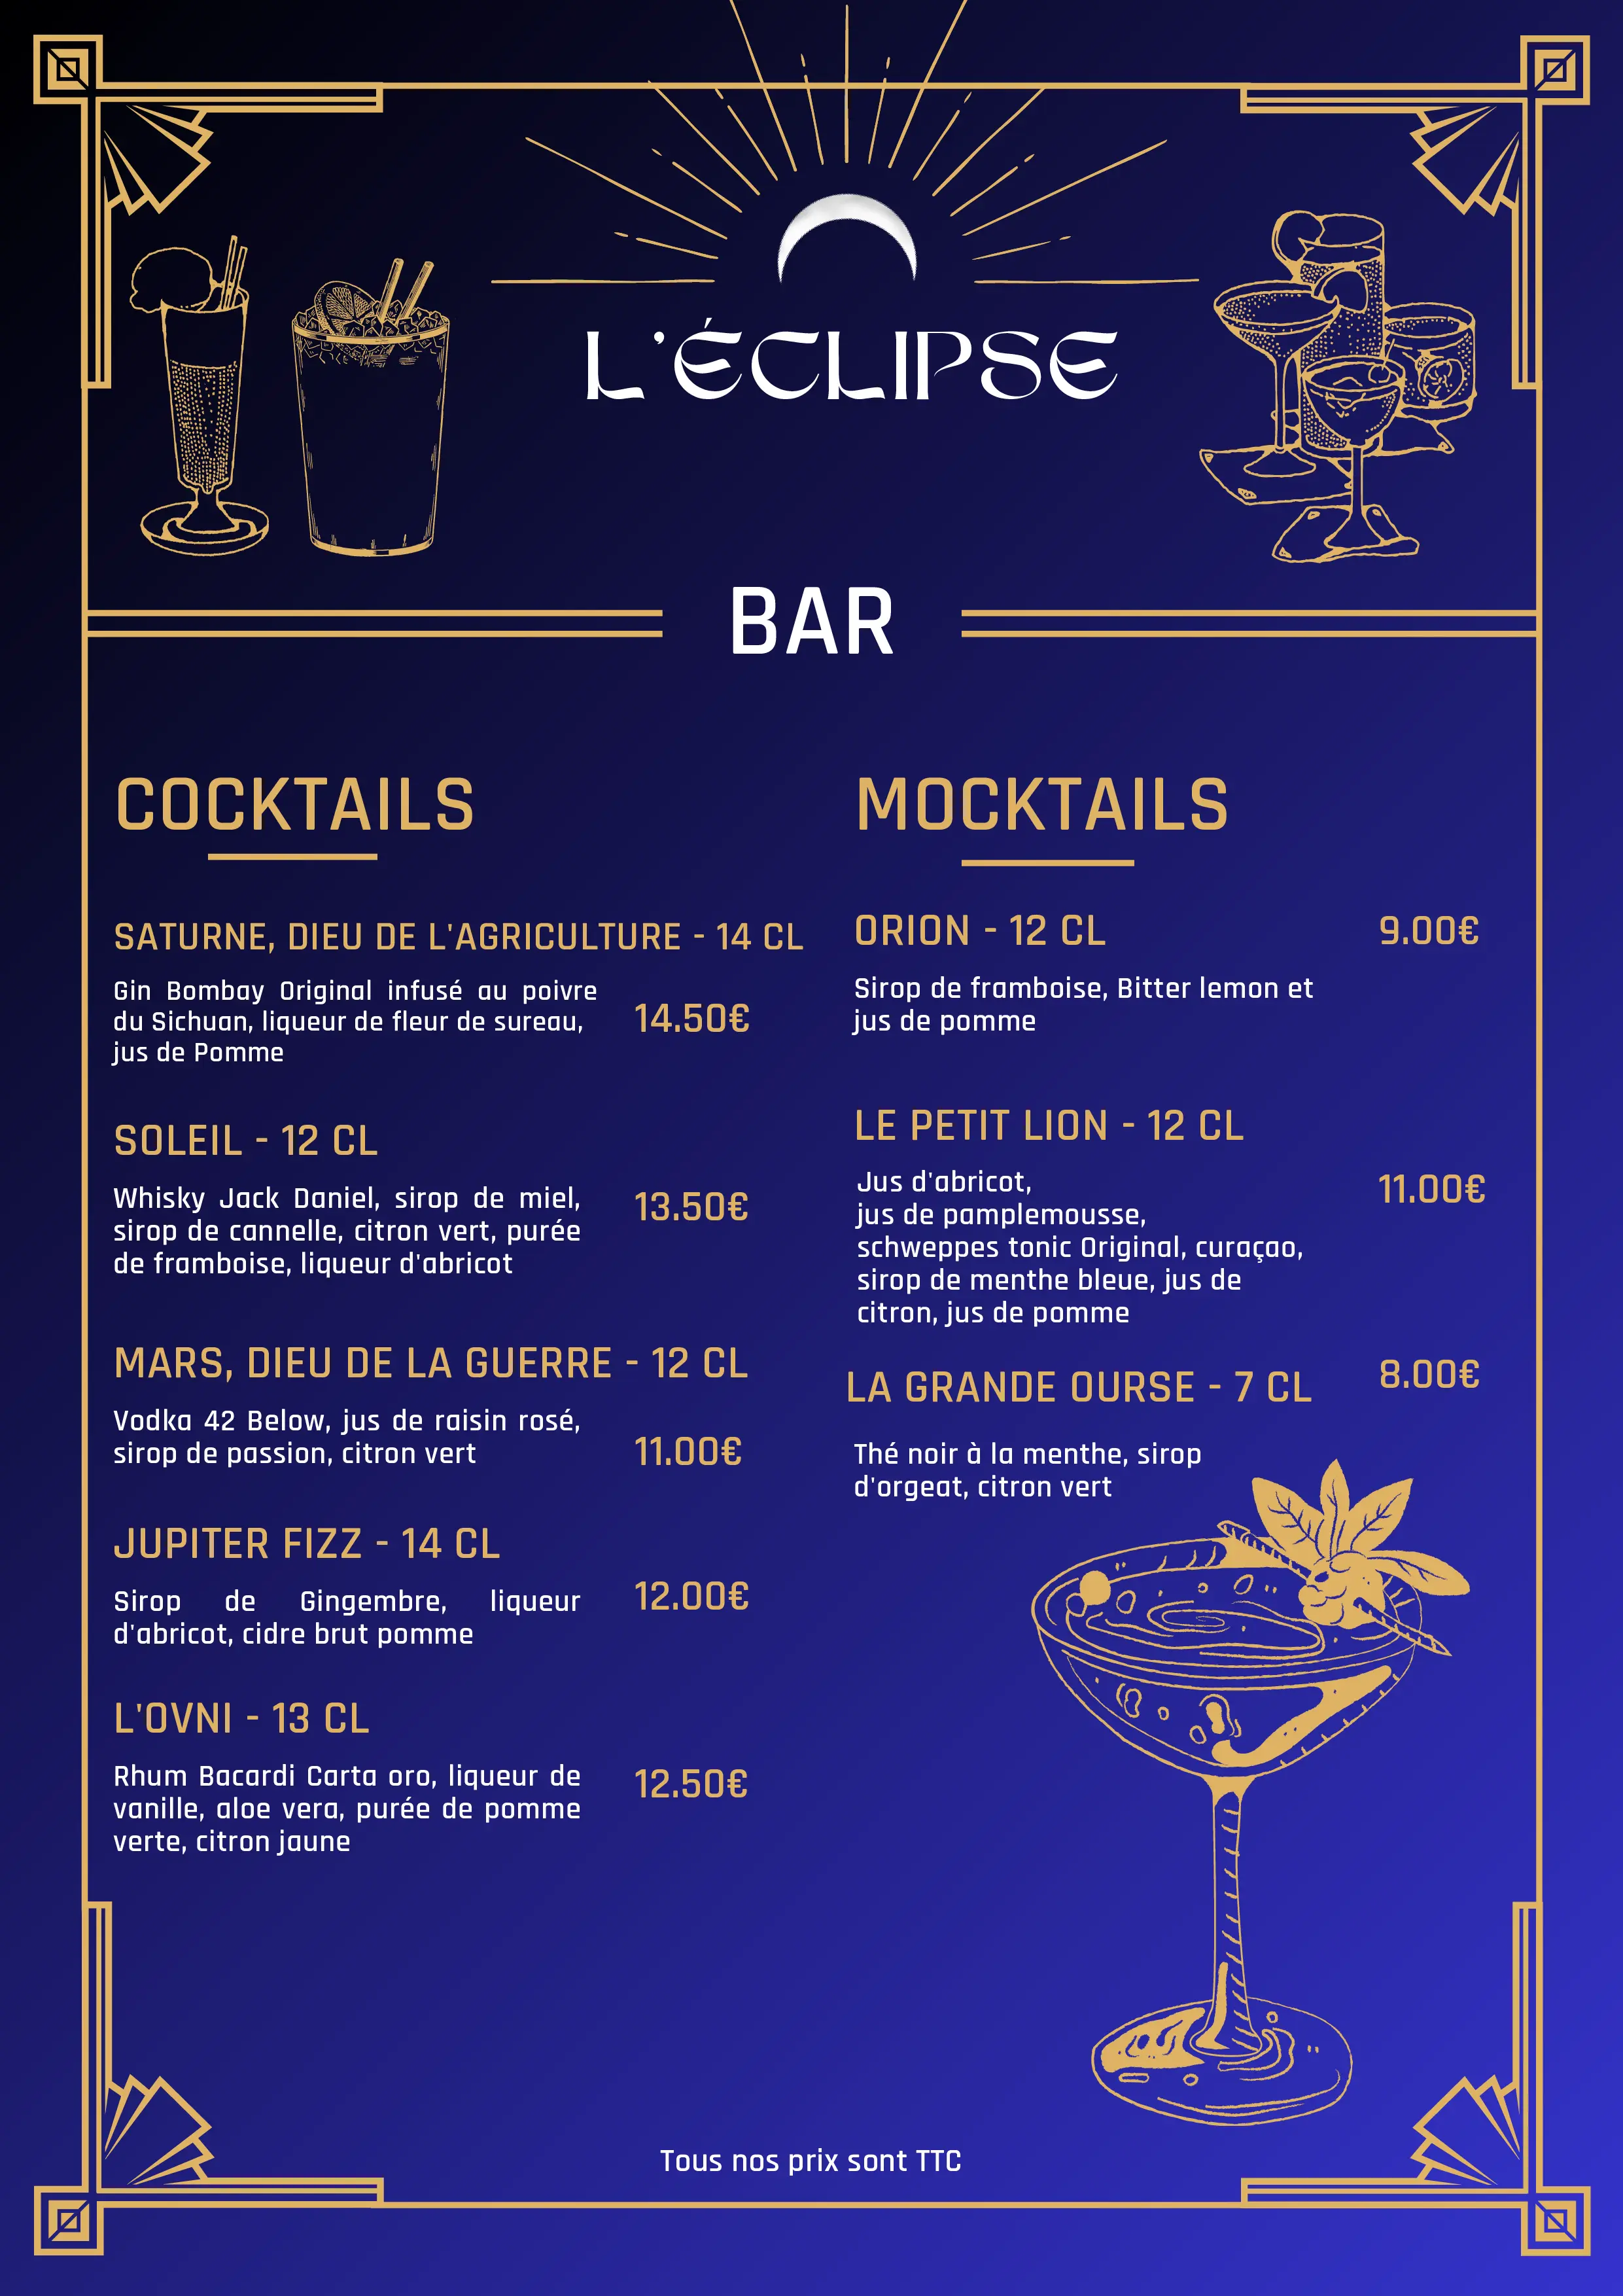 L'ÉCLIPSE
BAR
COCKTAILS
SATURNE, DIEU DE L'AGRICULTURE - 14 CL
Gin Bombay Original infusé au poivre
du Sichuan, liqueur de fleur de sureau,
jus de Pomme
14.50€
SOLEIL - 12 CL
Whisky Jack Daniel, sirop de miel,
sirop de cannelle, citron vert, purée
de framboise, liqueur d'abricot
13.50€
MARS, DIEU DE LA GUERRE - 12 CL
Vodka 42 Below, jus de raisin rosé,
sirop de passion, citron vert
11.00€
JUPITER FIZZ - 14 CL
Sirop de Gingembre, liqueur
d'abricot, cidre brut pomme
12.00€
L'OVNI - 13 CL
Rhum Bacardi Carta oro, liqueur de
vanille, aloe vera, purée de pomme
verte, citron jaune
12.50€
MOCKTAILS
ORION - 12 CL
9.00€
Sirop de framboise, Bitter lemon et
jus de pomme
LE PETIT LION - 12 CL
Jus d'abricot,
jus de pamplemousse,
schweppes tonic Original, curaçao,
sirop de menthe bleue, jus de
citron, jus de pomme
11.00€
LA GRANDE OURSE - 7 CL
8.00€
Thé noir à la menthe, sirop
d'orgeat, citron vert
Tous nos prix sont TTC